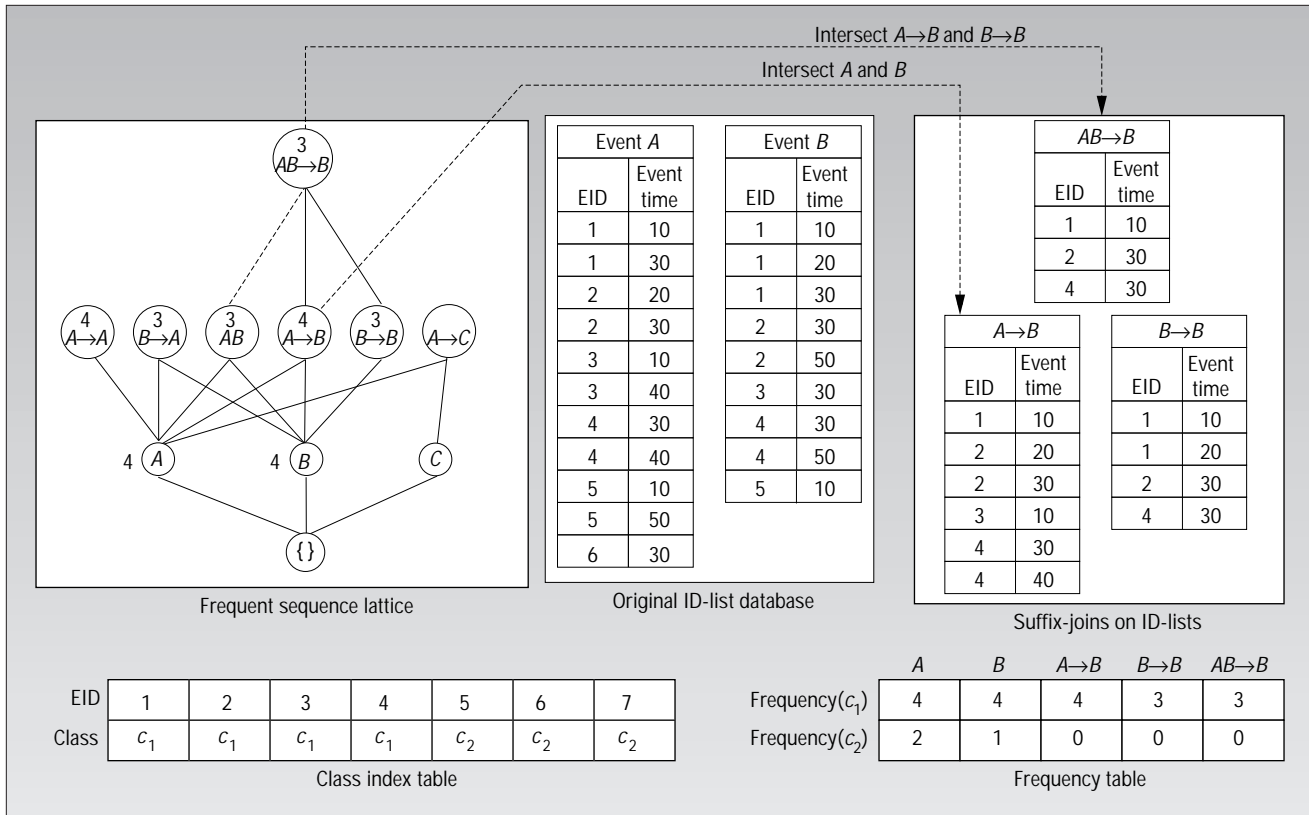 Intersect A→B and B→B
Intersect A and B
3
AB→B
4
A→A
3
B→A
3
AB
4
A→B
3
B→B
A→C
4 A
4 B
C
{ }
Frequent sequence lattice
Event A
EID Event time
1 10
1 30
2 20
2 30
3 10
3 40
4 30
4 40
5 10
5 50
6 30
Event B
EID Event time
1 10
1 20
1 30
2 30
2 50
3 30
4 30
4 50
5 10
Original ID-list database
AB→B
EID Event time
1 10
2 30
4 30
A→B
EID Event time
1 10
2 20
2 30
3 10
4 30
4 40
B→B
EID Event time
1 10
1 20
2 30
4 30
Suffix-joins on ID-lists
EID 1 2 3 4 5 6 7
Class c1 c1 c1 c1 c2 c2 c2
Class index table
A B A→B B→B AB→B
Frequency(c1) 4 4 4 3 3
Frequency(c2) 2 1 0 0 0
Frequency table